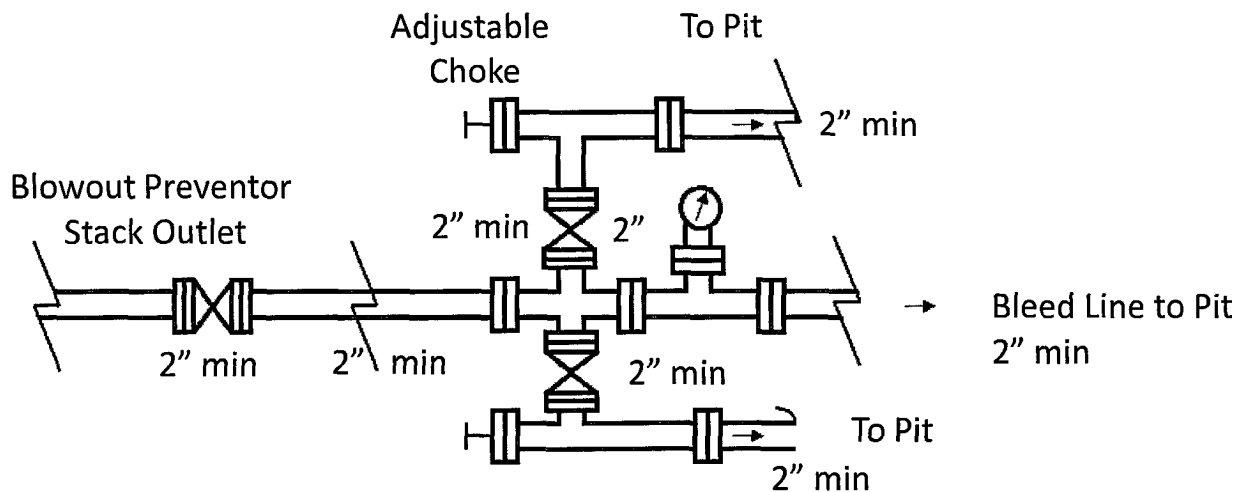 Adjustable
Choke
To Pit
2” min
Blowout Preventor
Stack Outlet
2” min
2”
2” min
2” min
2” min
Bleed Line to Pit
2” min
To Pit
2” min